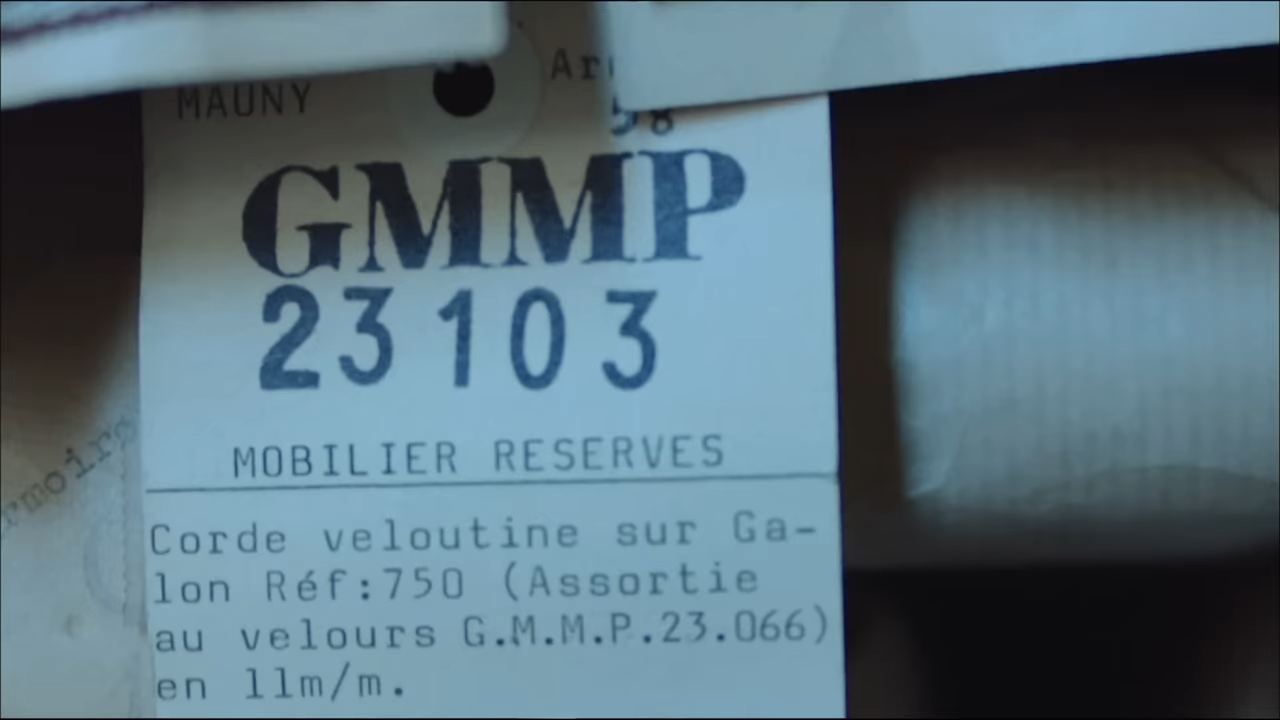 MAUNY
58
GMMP
23103
MOBILIER RESERVES
Corde veloutine sur Ga-
lon Réf:750 (Assortie
au velours G.M.M.P.23.066)
en 11m/m.